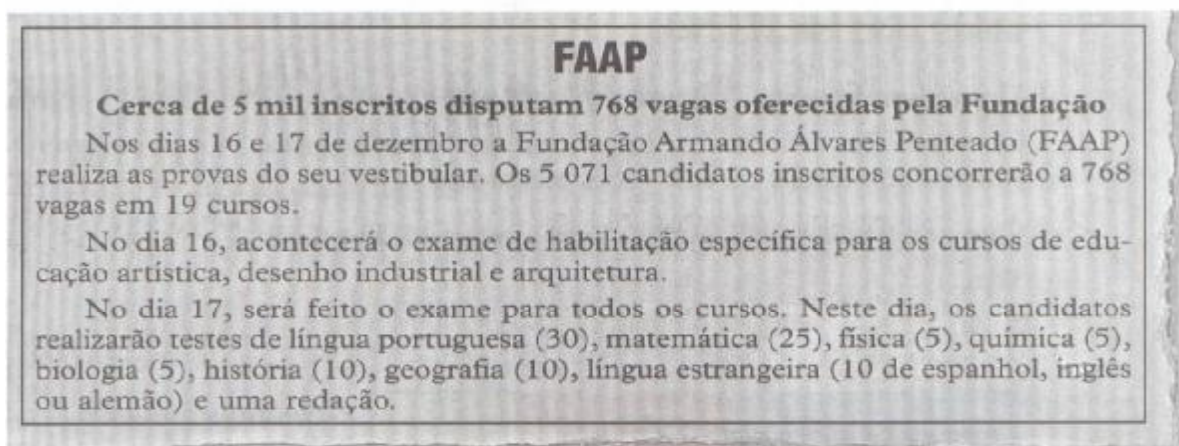 FAAP
Cerca de 5 mil inscritos disputam 768 vagas oferecidas pela Fundação
Nos dias 16 e 17 de dezembro a Fundação Armando Álvares Penteado (FAAP)
realiza as provas do seu vestibular. Os 5 071 candidatos inscritos concorrerão a 768
vagas em 19 cursos.
No dia 16, acontecerá o exame de habilitação específica para os cursos de edu-
cação artística, desenho industrial e arquitetura.
No dia 17, será feito o exame para todos os cursos. Neste dia, os candidatos
realizarão testes de língua portuguesa (30), matemática (25), física (5), química (5),
biologia (5), história (10), geografia (10), língua estrangeira (10 de espanhol, inglês
ou alemão) e uma redação.